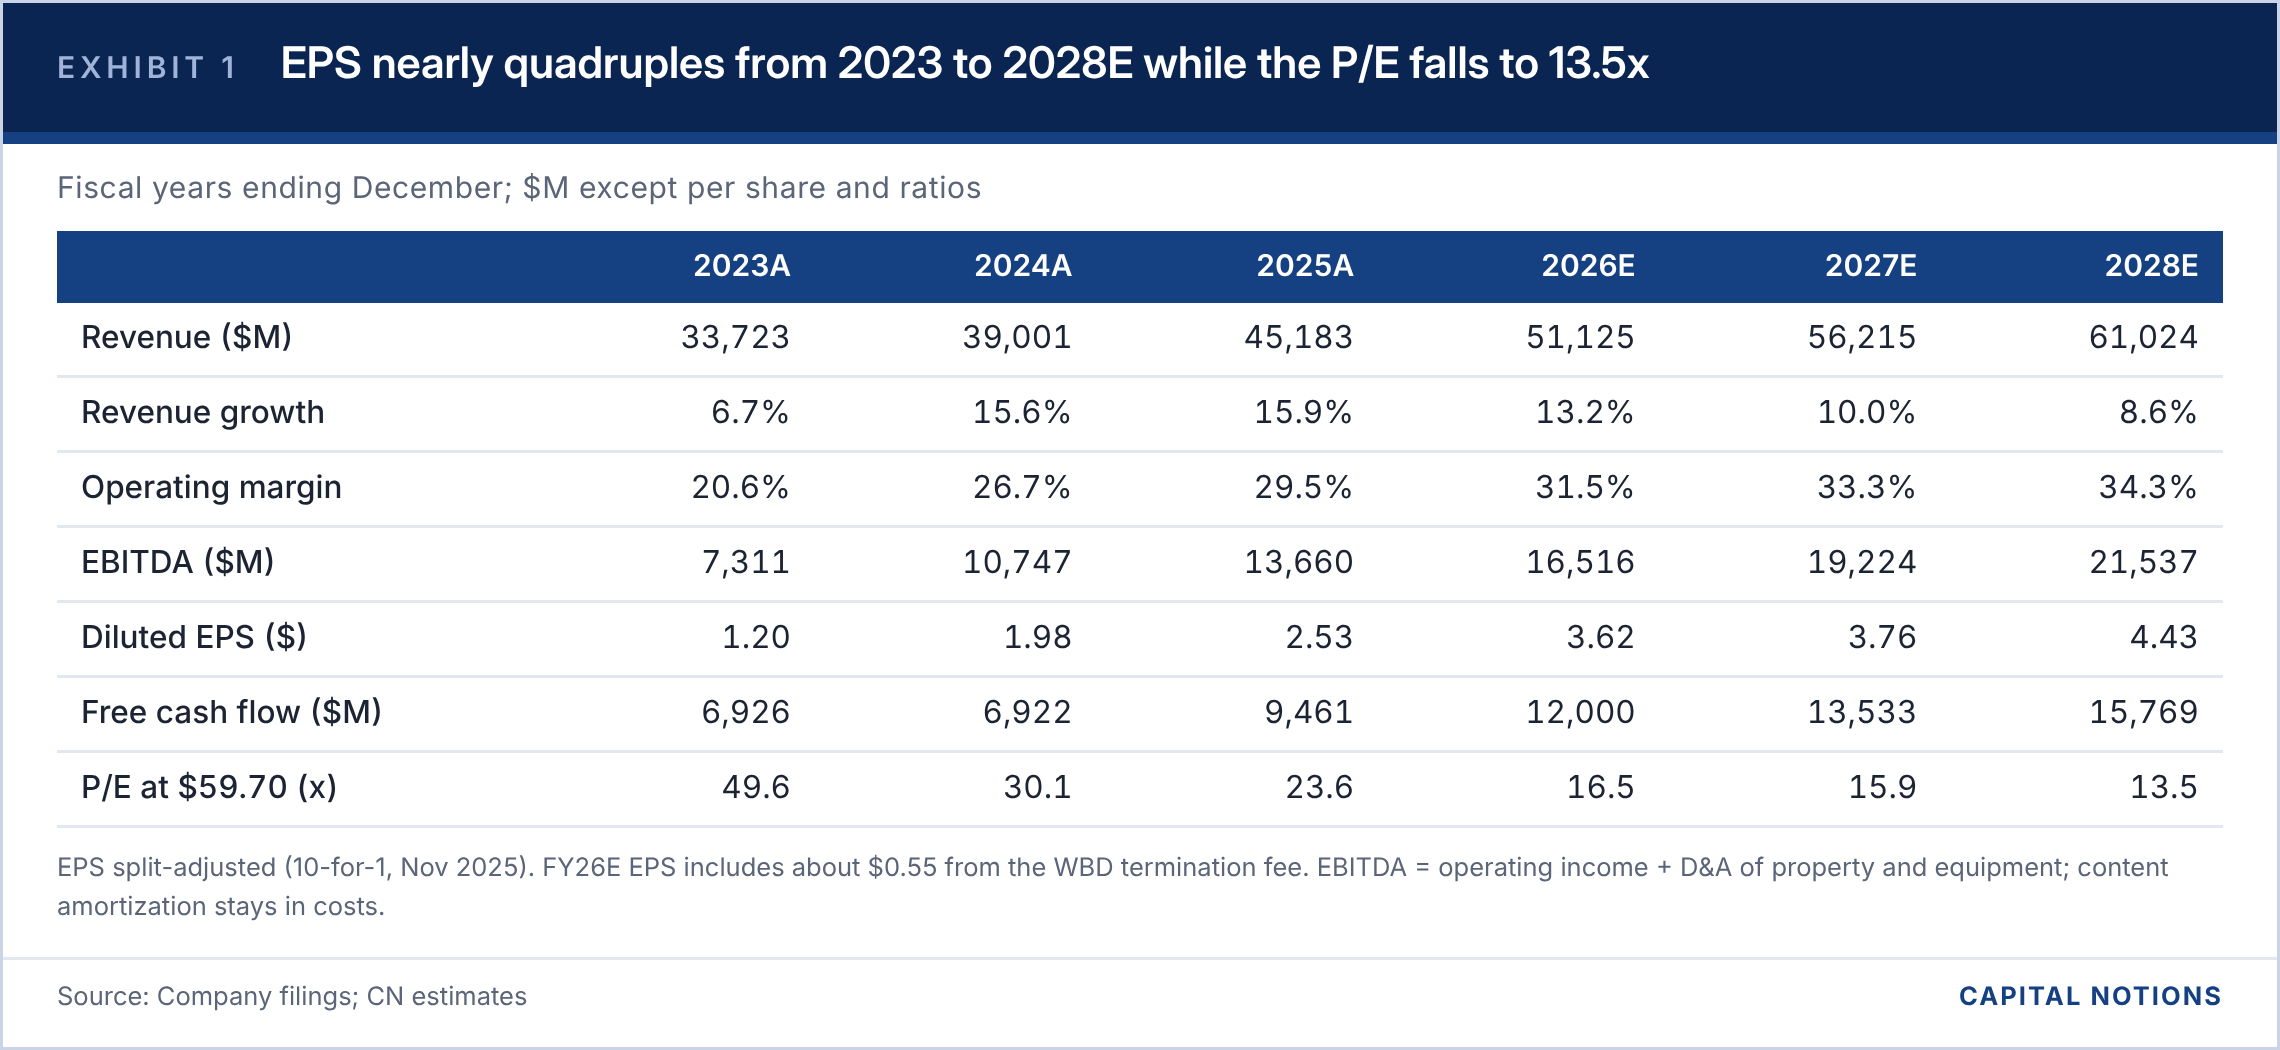 EXHIBIT 1 EPS nearly quadruples from 2023 to 2028E while the P/E falls to 13.5x
Fiscal years ending December; $M except per share and ratios
2023A 2024A 2025A 2026E 2027E 2028E
Revenue ($M) 33,723 39,001 45,183 51,125 56,215 61,024
Revenue growth 6.7% 15.6% 15.9% 13.2% 10.0% 8.6%
Operating margin 20.6% 26.7% 29.5% 31.5% 33.3% 34.3%
EBITDA ($M) 7,311 10,747 13,660 16,516 19,224 21,537
Diluted EPS ($) 1.20 1.98 2.53 3.62 3.76 4.43
Free cash flow ($M) 6,926 6,922 9,461 12,000 13,533 15,769
P/E at $59.70 (x) 49.6 30.1 23.6 16.5 15.9 13.5
EPS split-adjusted (10-for-1, Nov 2025). FY26E EPS includes about $0.55 from the WBD termination fee. EBITDA = operating income + D&A of property and equipment; content
amortization stays in costs.
Source: Company filings; CN estimates
CAPITAL NOTIONS